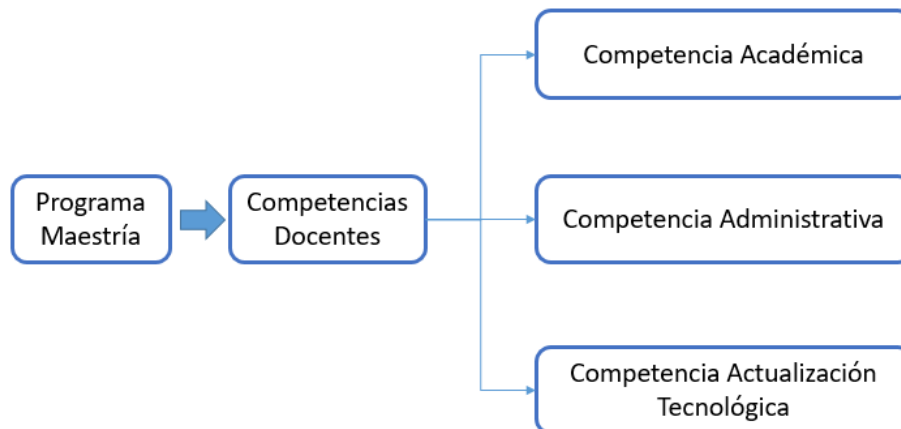 Competencia Académica
Programa
Maestría
Competencias
Docentes
Competencia Administrativa
Competencia Actualización
Tecnológica